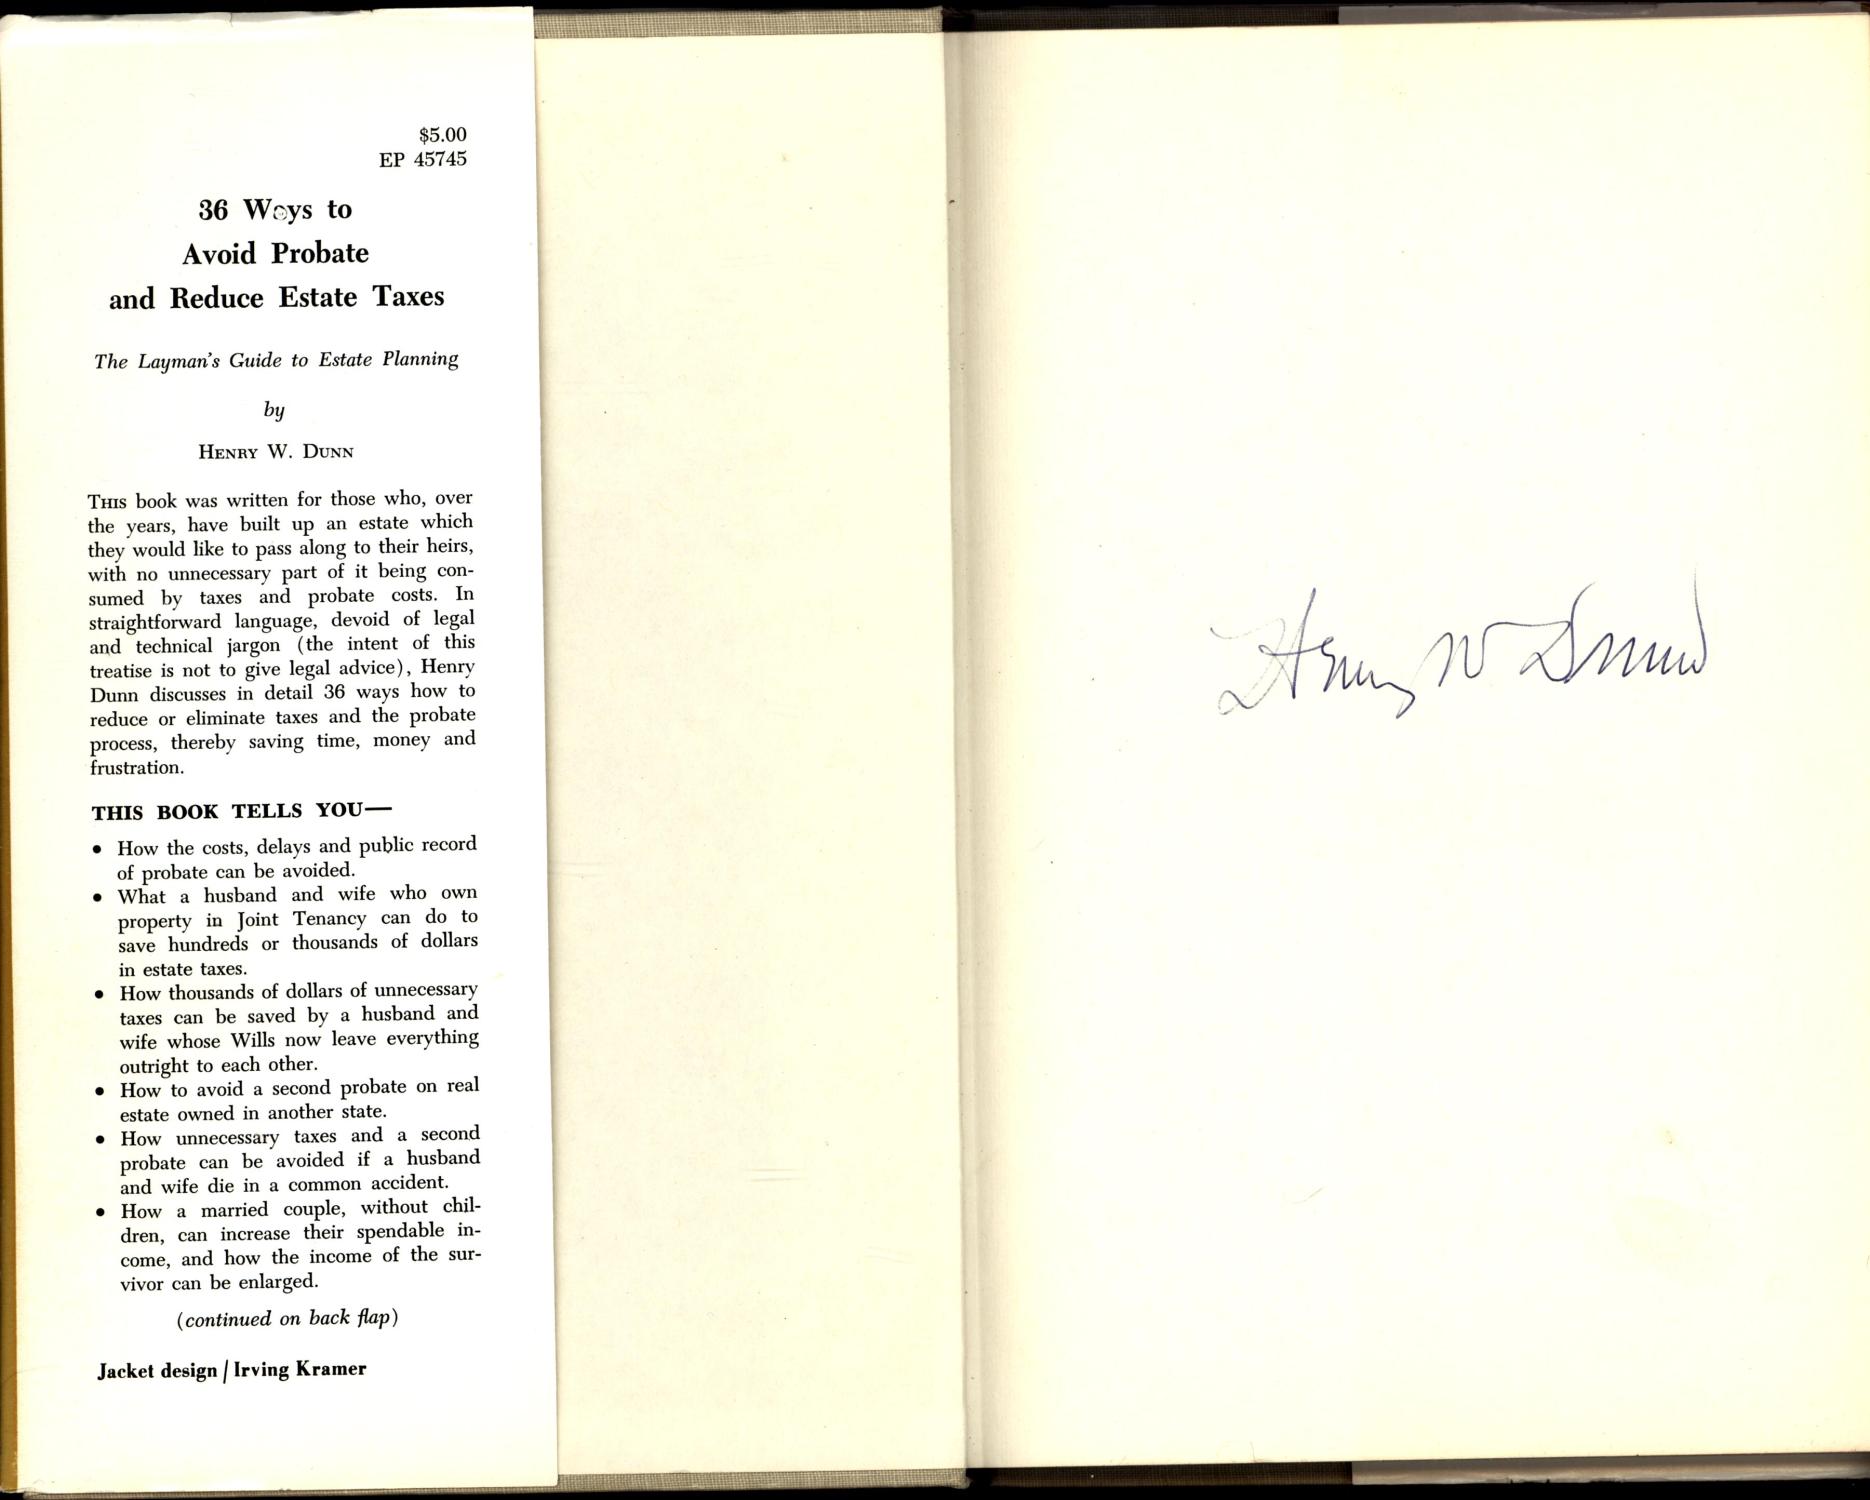 $5.00
EP 45745
36 Ways to
Avoid Probate
and Reduce Estate Taxes
The Layman's Guide to Estate Planning
by
HENRY W. DUNN
THIS book was written for those who, over
the years, have built up an estate which
they would like to pass along to their heirs,
with no unnecessary part of it being con-
sumed by taxes and probate costs. In
straightforward language, devoid of legal
and technical jargon (the intent of this
treatise is not to give legal advice), Henry
Dunn discusses in detail 36 ways how to
reduce or eliminate taxes and the probate
process, thereby saving time, money and
frustration.
THIS BOOK TELLS YOU—
• How the costs, delays and public record
of probate can be avoided.
• What a husband and wife who own
property in Joint Tenancy can do to
save hundreds or thousands of dollars
in estate taxes.
• How thousands of dollars of unnecessary
taxes can be saved by a husband and
wife whose Wills now leave everything
outright to each other.
• How to avoid a second probate on real
estate owned in another state.
• How unnecessary taxes and a second
probate can be avoided if a husband
and wife die in a common accident.
• How a married couple, without chil-
dren, can increase their spendable in-
come, and how the income of the sur-
vivor can be enlarged.
(continued on back flap)
Jacket design / Irving Kramer
Henry W Dunn